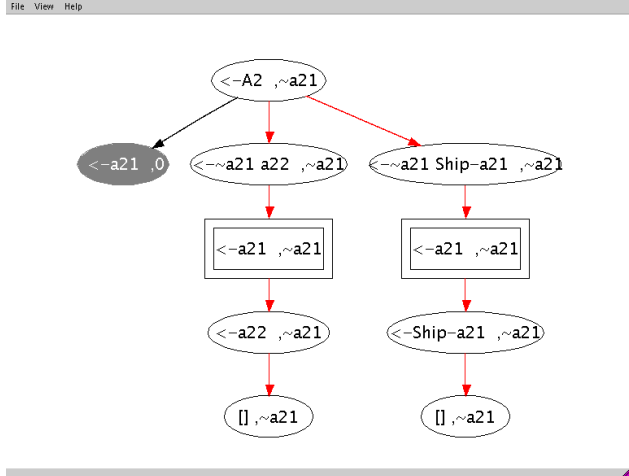 File View Help
<-A2 ,~a21
<-a21 ,0
<-~a21 a22 ,~a21
<-~a21 Ship-a21 ,~a21
<-a21 ,~a21
<-a21 ,~a21
<-a22 ,~a21
<-Ship-a21 ,~a21
[] ,~a21
[] ,~a21